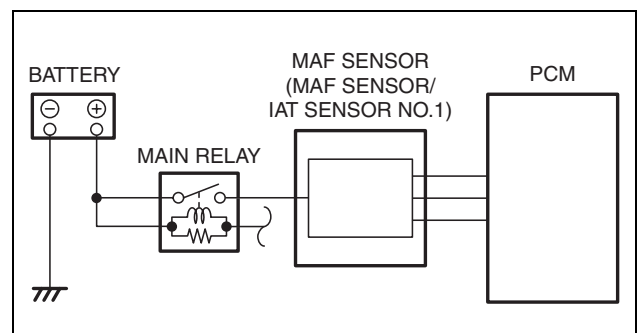 BATTERY
MAIN RELAY
MAF SENSOR
(MAF SENSOR/
IAT SENSOR NO.1)
PCM